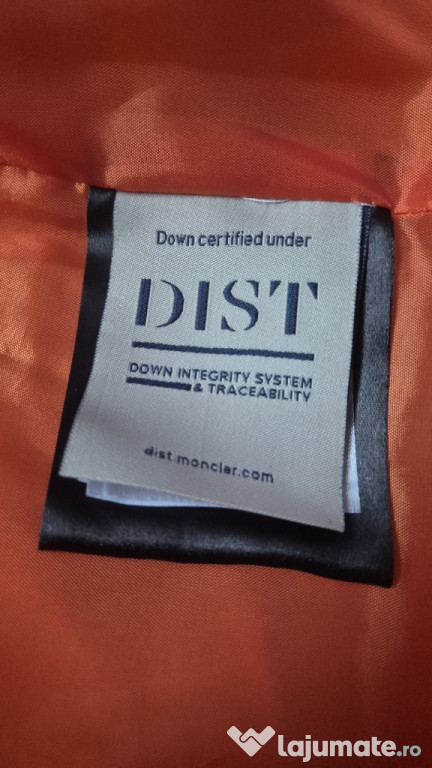 Down certified under
DIST
DOWN INTEGRITY SYSTEM
& TRACEABILITY
dist.moncler.com
lajumate.ro